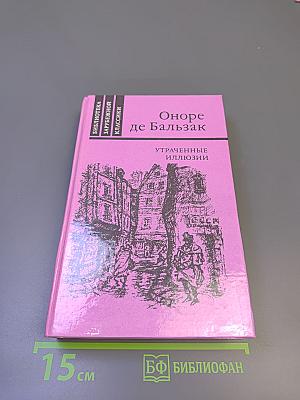 БИБЛИОТЕКА
ЗАРУБЕЖНОЙ
КЛАССИКИ
Оноре
де Бальзак
УТРАЧЕННЫЕ
ИЛЛЮЗИИ
15 см
БФ БИБЛИОФАН